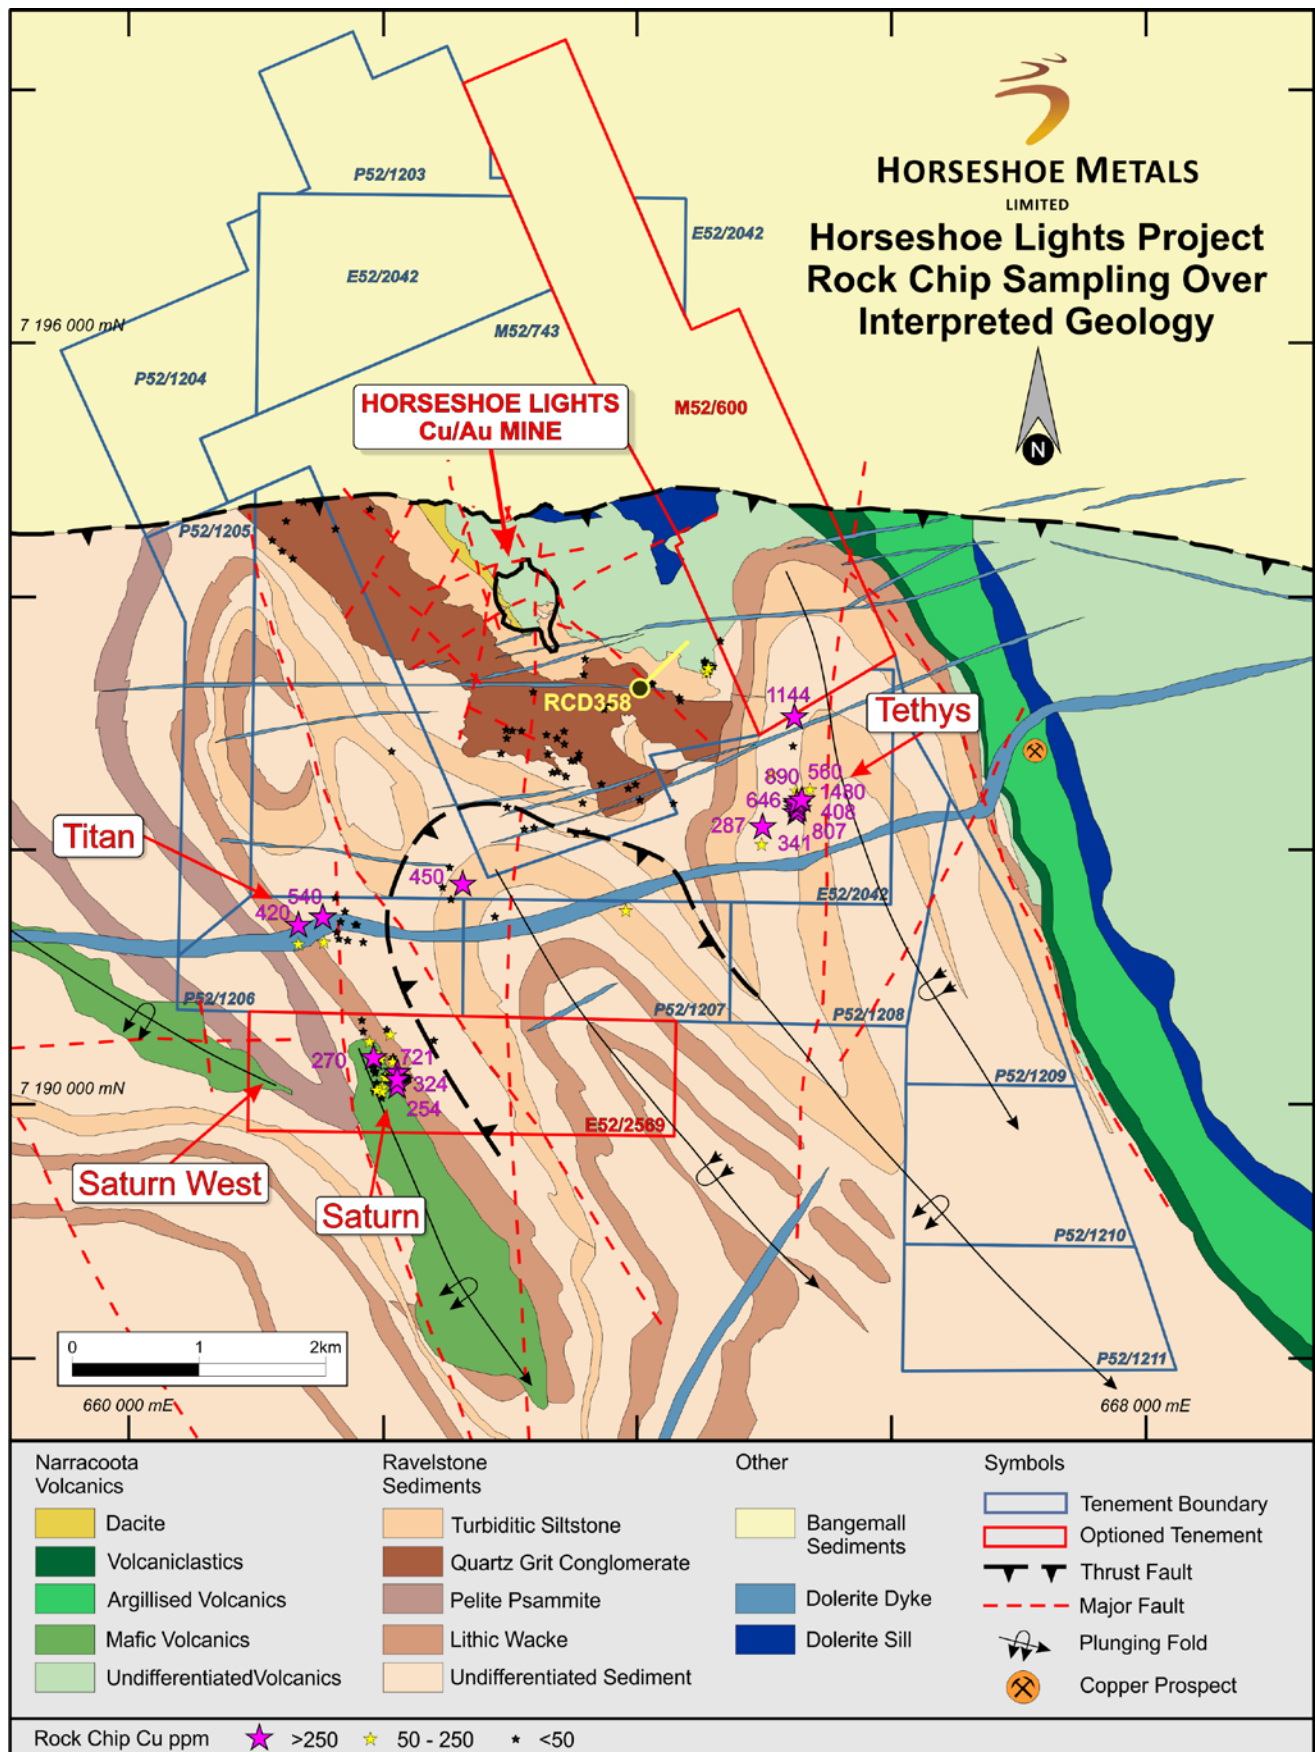 HORSESHOE METALS
LIMITED
Horseshoe Lights Project
Rock Chip Sampling Over
Interpreted Geology
N
P52/1203
E52/2042
E52/2042
7 196 000 mN
M52/743
P52/1204
HORSESHOE LIGHTS
Cu/Au MINE
M52/600
P52/1205
RCD358
1144
Tethys
890
560
646
1480
408
287
807
341
Titan
450
540
420
E52/2042
P52/1206
P52/1207
P52/1208
270
721
324
254
7 190 000 mN
P52/1209
E52/2569
Saturn West
Saturn
P52/1210
P52/1211
0
1
2km
660 000 mE
668 000 mE
Narracoota
Volcanics
Dacite
Volcaniclastics
Argillised Volcanics
Mafic Volcanics
UndifferentiatedVolcanics
Ravelstone
Sediments
Turbiditic Siltstone
Quartz Grit Conglomerate
Pelite Psammite
Lithic Wacke
Undifferentiated Sediment
Other
Bangemall
Sediments
Dolerite Dyke
Dolerite Sill
Symbols
Tenement Boundary
Optioned Tenement
Thrust Fault
Major Fault
Plunging Fold
Copper Prospect
Rock Chip Cu ppm >250 50 - 250 <50